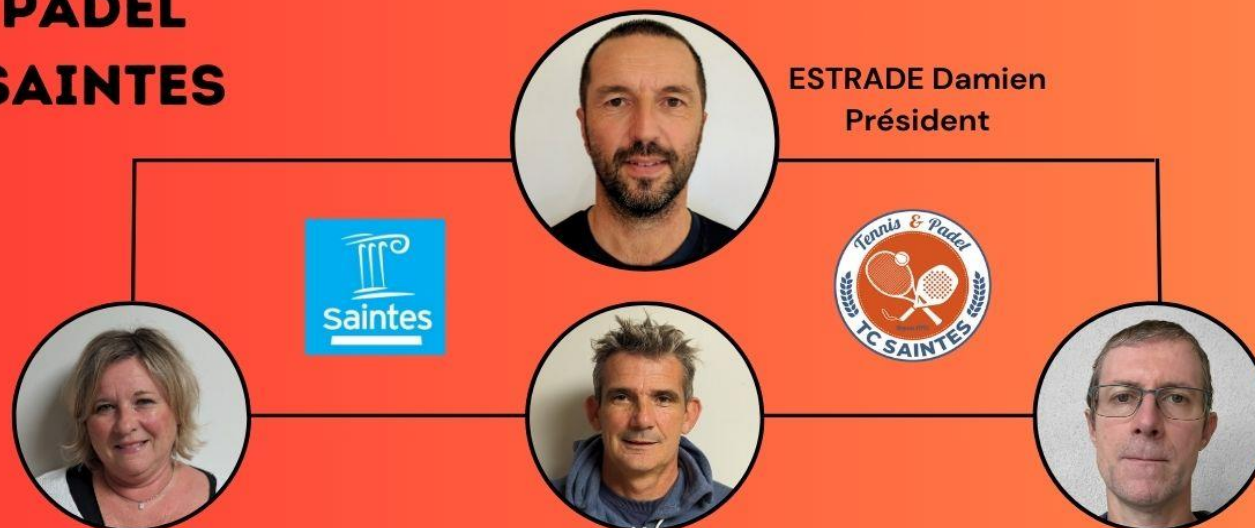 PADEL
SAINTES
ESTRADE Damien
Président
saintes
Tennis & Padel
TC SAINTES